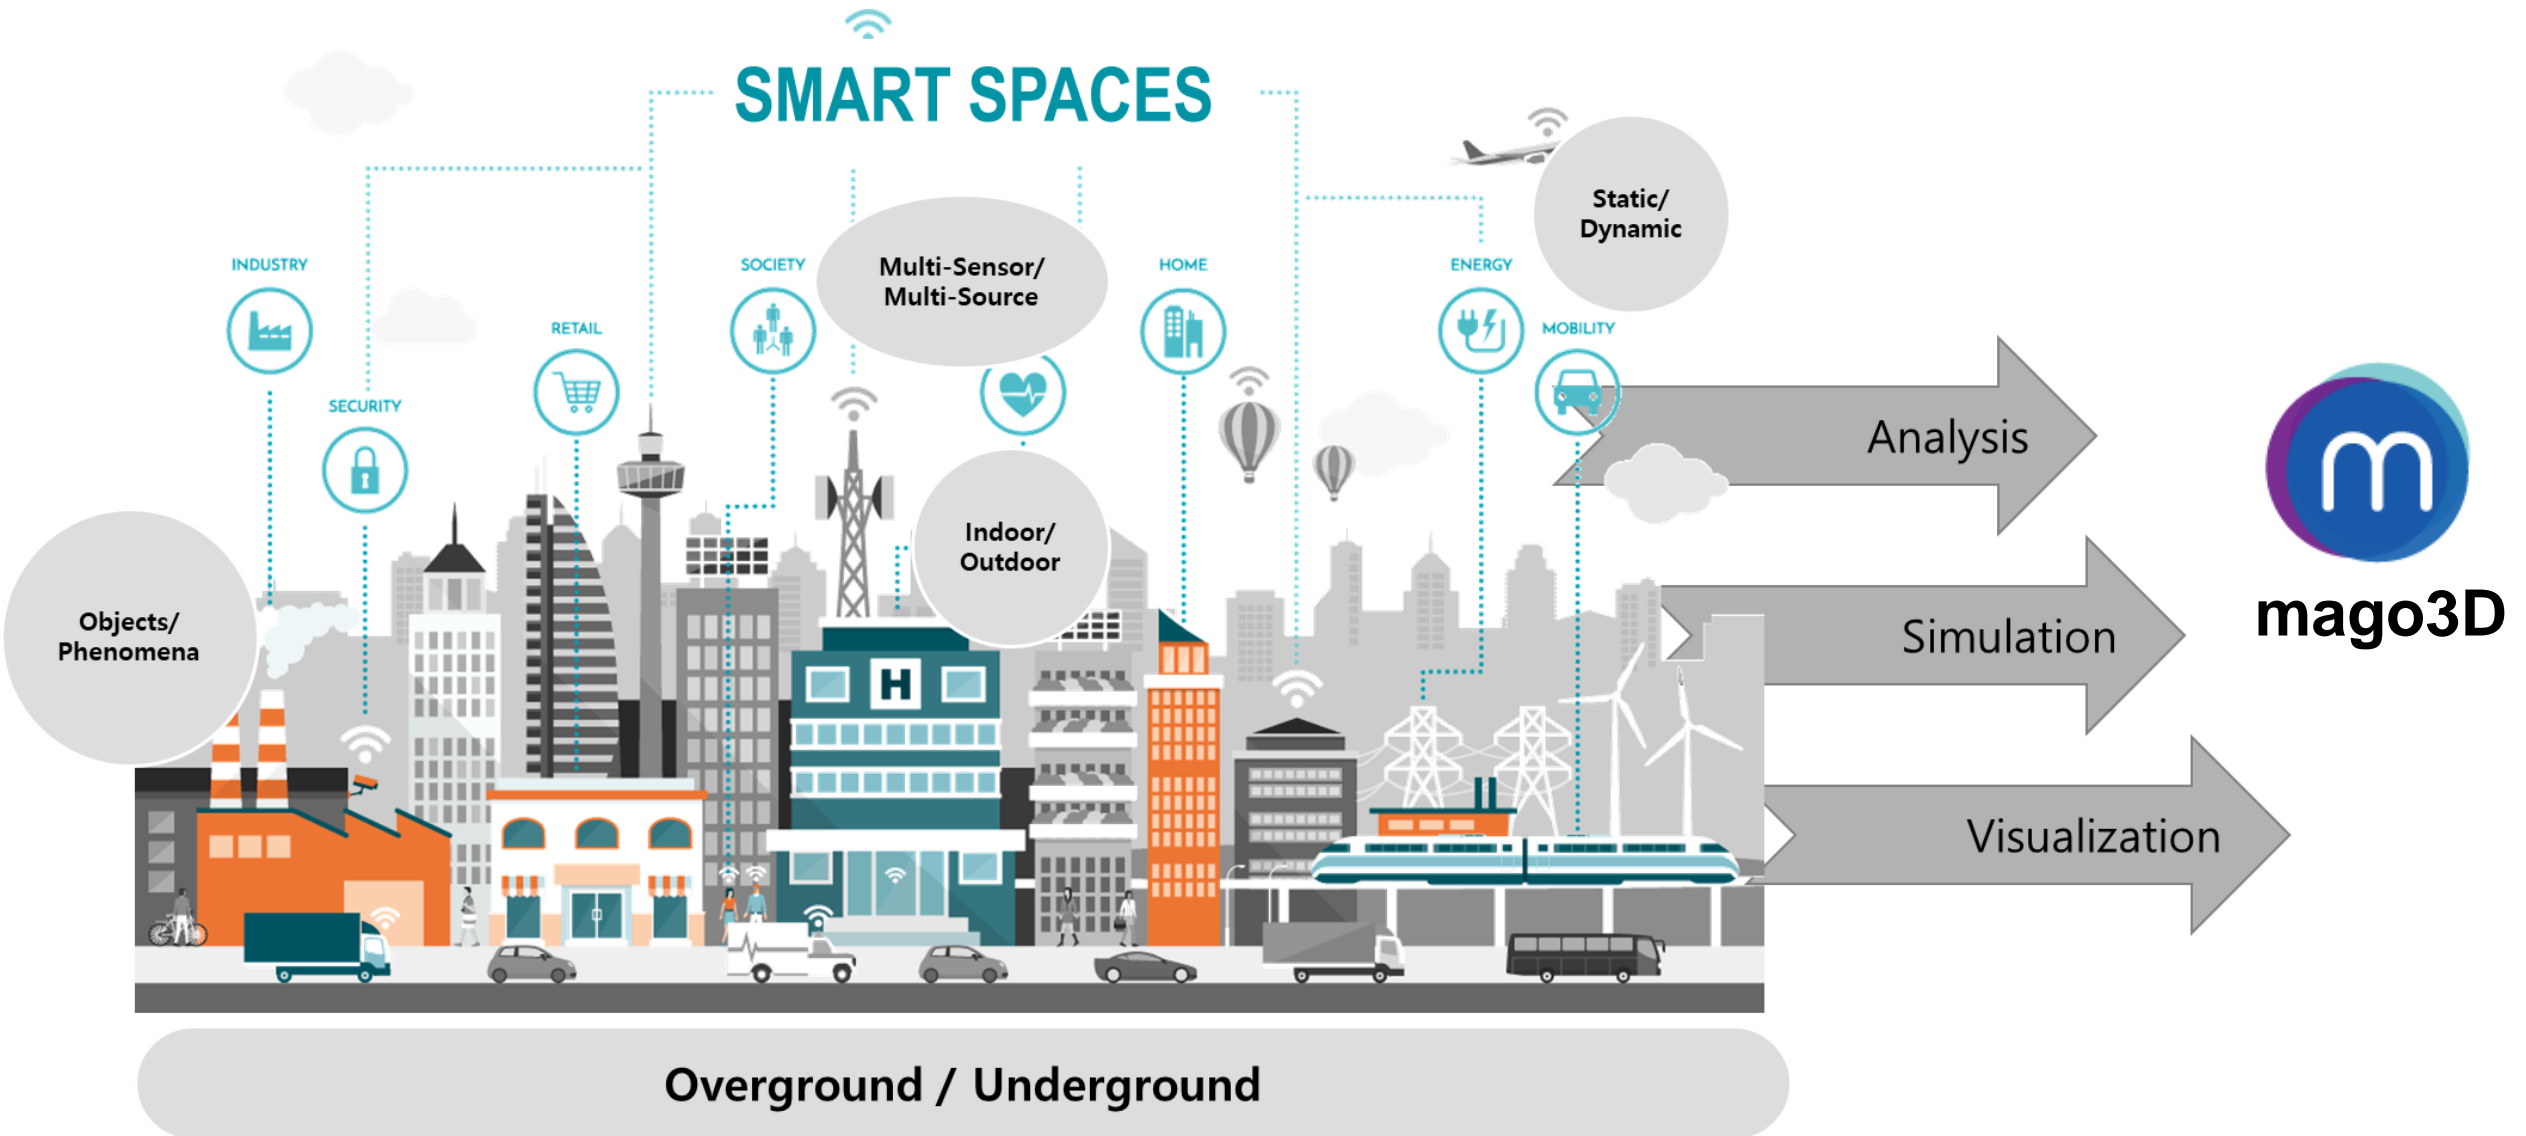 SMART SPACES
Static/
Dynamic
INDUSTRY
SOCIETY
Multi-Sensor/
Multi-Source
HOME
ENERGY
RETAIL
MOBILITY
SECURITY
Analysis
Indoor/
Outdoor
Objects/
Phenomena
H
m
mago3D
Simulation
Visualization
Overground / Underground